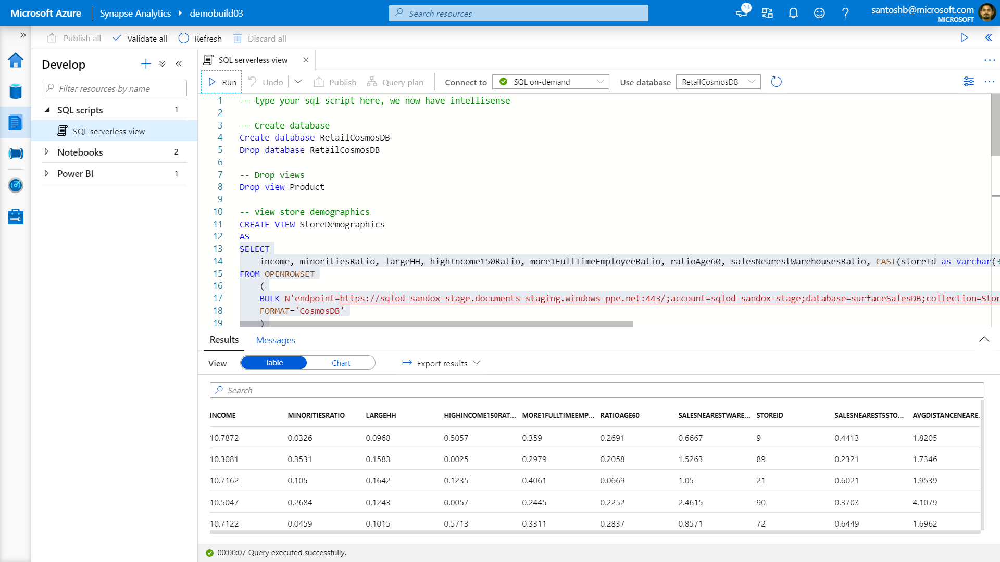 Microsoft Azure
Synapse Analytics
demobuild03
Search resources
13
santoshb@microsoft.com
MICROSOFT
Publish all
Validate all
Refresh
Discard all
Develop
Filter resources by name
SQL scripts 1
SQL serverless view
Notebooks 2
Power BI 1
SQL serverless view
Run
Undo
Publish
Query plan
Connect to
SQL on-demand
Use database
RetailCosmosDB
1 -- type your sql script here, we now have intellisense
2
3 -- Create database
4 Create database RetailCosmosDB
5 Drop database RetailCosmosDB
6
7 -- Drop views
8 Drop view Product
9
10 -- view store demographics
11 CREATE VIEW StoreDemographics
12 AS
13 SELECT
14 income, minoritiesRatio, largeHH, highIncome150Ratio, more1FullTimeEmployeeRatio, ratioAge60, salesNearestWarehousesRatio, CAST(storeId as varchar(3
15 FROM OPENROWSET
16 (
17 BULK N'endpoint=https://sqlod-sandox-stage.documents-staging.windows-ppe.net:443/;account=sqlod-sandox-stage;database=surfaceSalesDB;collection=Stor
18 FORMAT='CosmosDB'
19 )
Results Messages
View
Table
Chart
Export results
Search
INCOME MINORITIESRATIO LARGEHH HIGHINCOME150RAT... MORE1FULLTIMEEMP... RATIOAGE60 SALESNEARESTWARE... STOREID SALESNEAREST5STO... AVGDISTANCENEARE.
10.7872 0.0326 0.0968 0.5057 0.359 0.2691 0.6667 9 0.4413 1.8205
10.3081 0.3531 0.1583 0.0025 0.2979 0.2058 1.5263 89 0.2321 1.7346
10.7162 0.105 0.1642 0.1235 0.4061 0.0669 1.05 21 0.6021 1.9539
10.5047 0.2684 0.1243 0.0057 0.2445 0.2252 2.4615 90 0.3703 4.1079
10.7122 0.0459 0.1015 0.5713 0.3311 0.2837 0.8571 72 0.6449 1.6962
00:00:07 Query executed successfully.